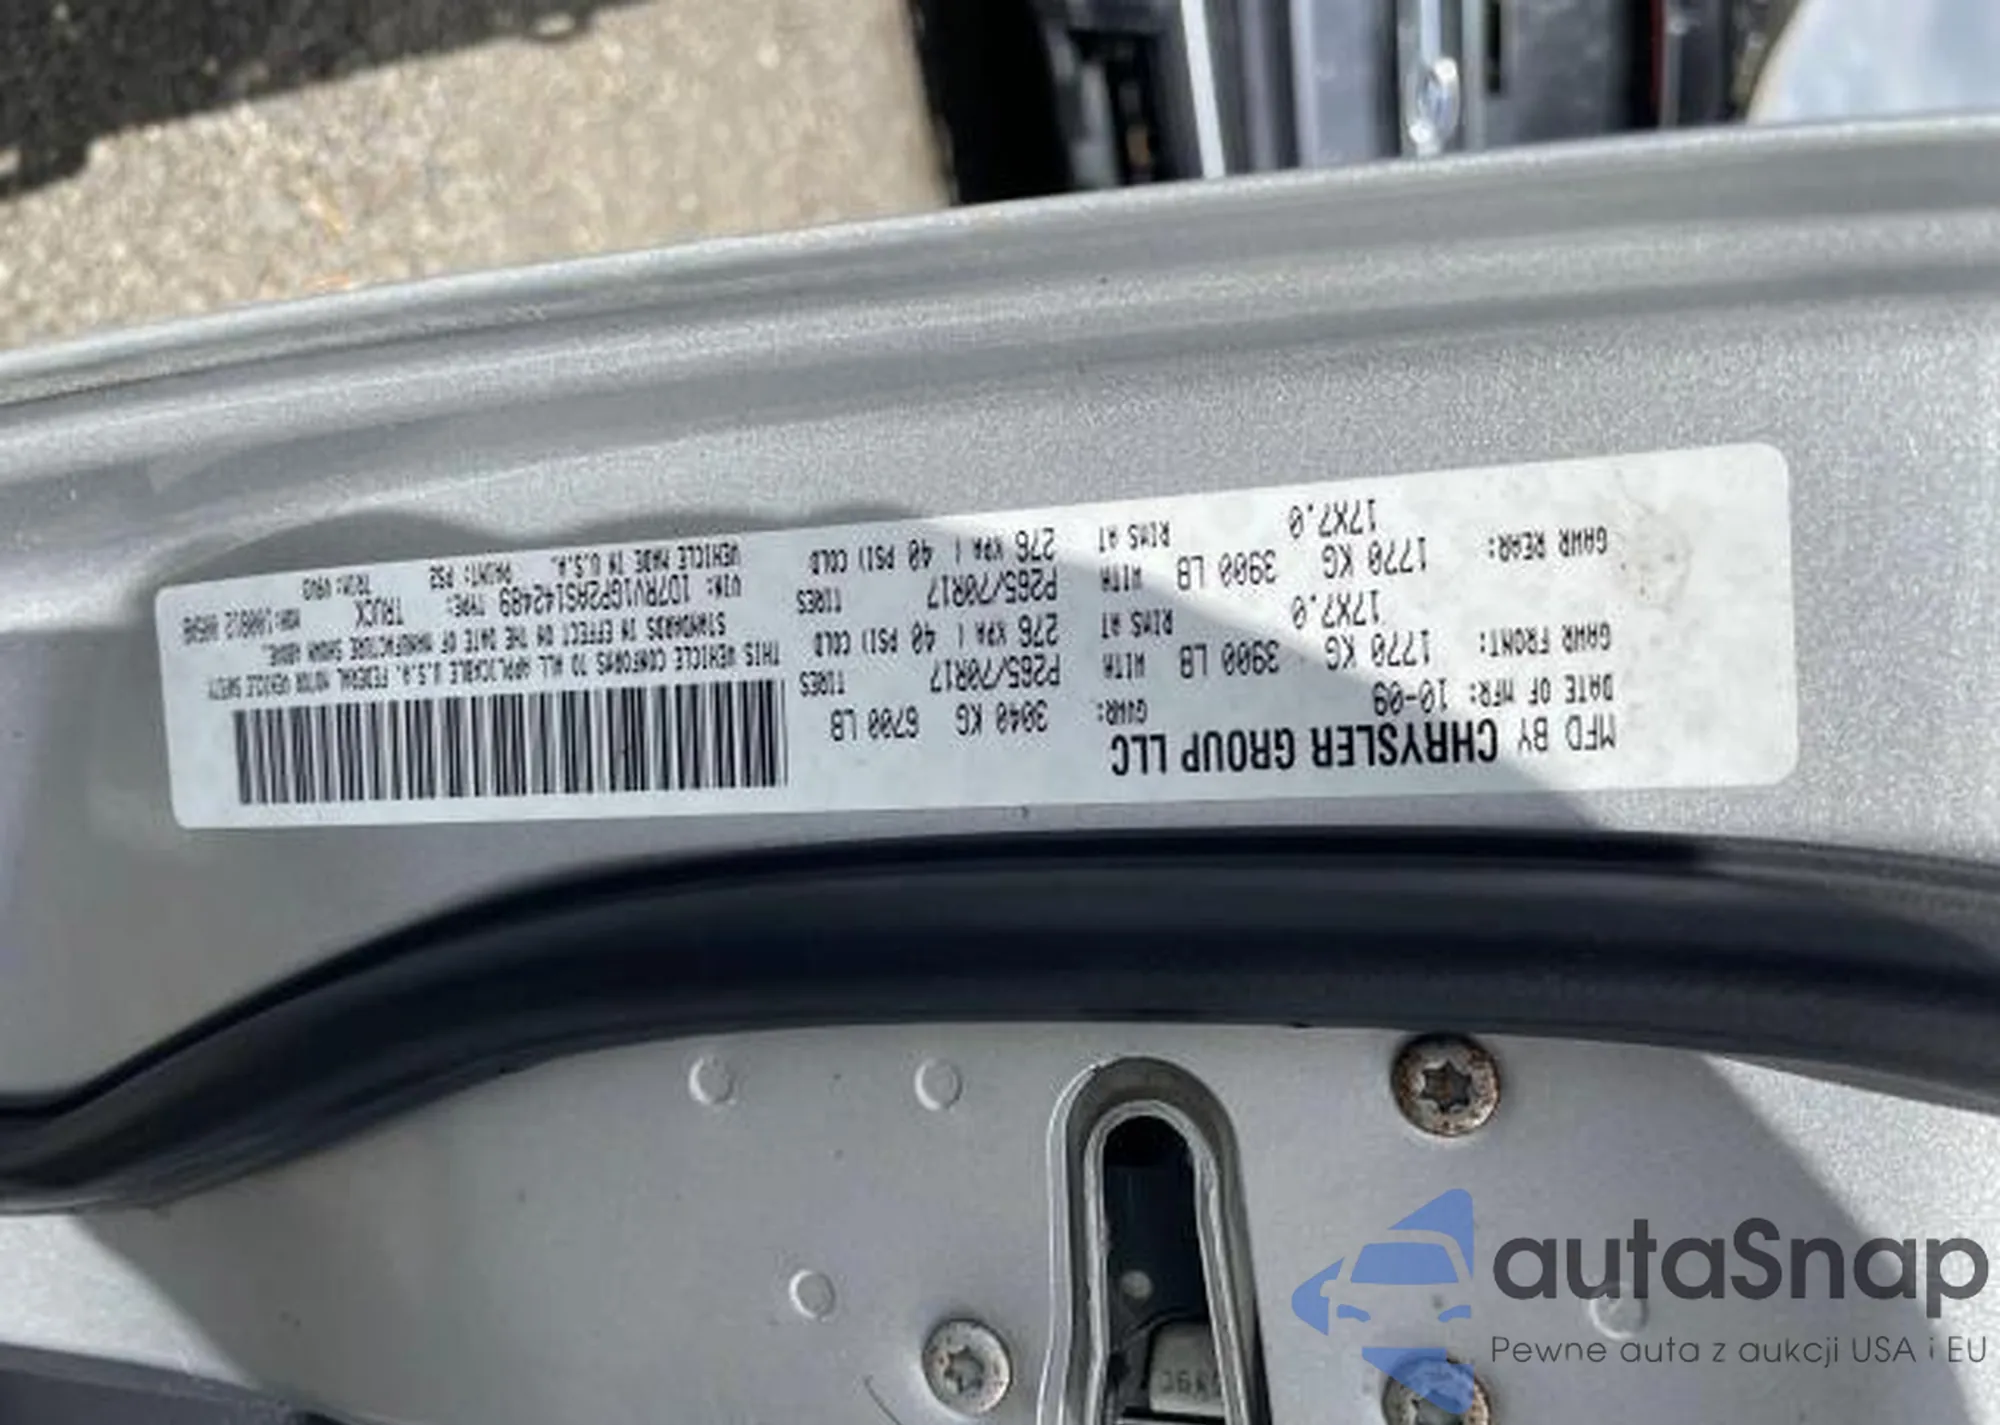 MFD BY CHRYSLER GROUP LLC
DATE OF MFR: 10-09 GVWR: 3040 KG 6700 LB
GAWR FRONT: 1770 KG 3900 LB WITH TIRES P265/70R17
17X7.0 RIMS AT 276 KPA ( 40 PSI) COLD
GAWR REAR: 1770 KG 3900 LB WITH TIRES P265/70R17
17X7.0 RIMS AT 276 KPA ( 40 PSI) COLD
THIS VEHICLE CONFORMS TO ALL APPLICABLE U.S.A. FEDERAL MOTOR VEHICLE SAFETY
STANDARDS IN EFFECT ON THE DATE OF MANUFACTURE SHOWN ABOVE.
VIN: 1D7RV1GP2AS142489 TYPE: TRUCK
VEHICLE MADE IN U.S.A. PAINT: PS2 TRIM:
autaSnap
Pewne auta z aukcji USA i EU